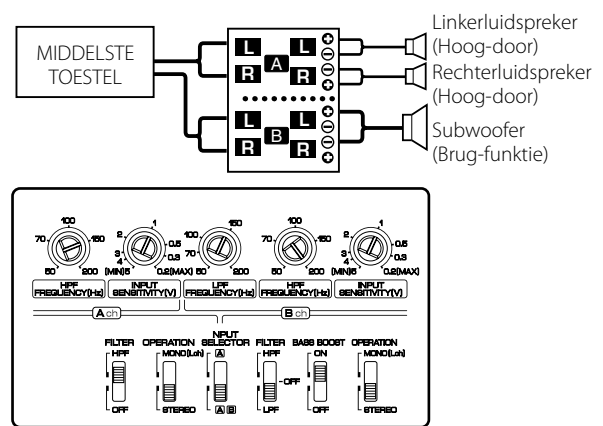 MIDDELSTE
TOESTEL
L L ⊕
A ⊖
R R ⊖
⊕
L L ⊕
B ⊖
R R ⊖
⊕
Linkerluidspreker
(Hoog-door)
Rechterluidspreker
(Hoog-door)
Subwoofer
(Brug-funktie)
100 1 150 100 1
70 150 2 0.5 100 70 150 2 0.5
3 0.3 70 3 0.3
4 4
50 200 (MIN)5 0.2(MAX) 50 50 200 (MIN)5 0.2(MAX)
HPF INPUT LPF HPF INPUT
FREQUENCY(Hz) SENSITIVITY(V) FREQUENCY(Hz) FREQUENCY(Hz) SENSITIVITY(V)
A ch B ch
NPUT
FILTER OPERATION SELECTOR FILTER BASS BOOST OPERATION
HPF MONO(Lch) A HPF ON MONO(Lch)
OFF
OFF STEREO A B LPF OFF STEREO